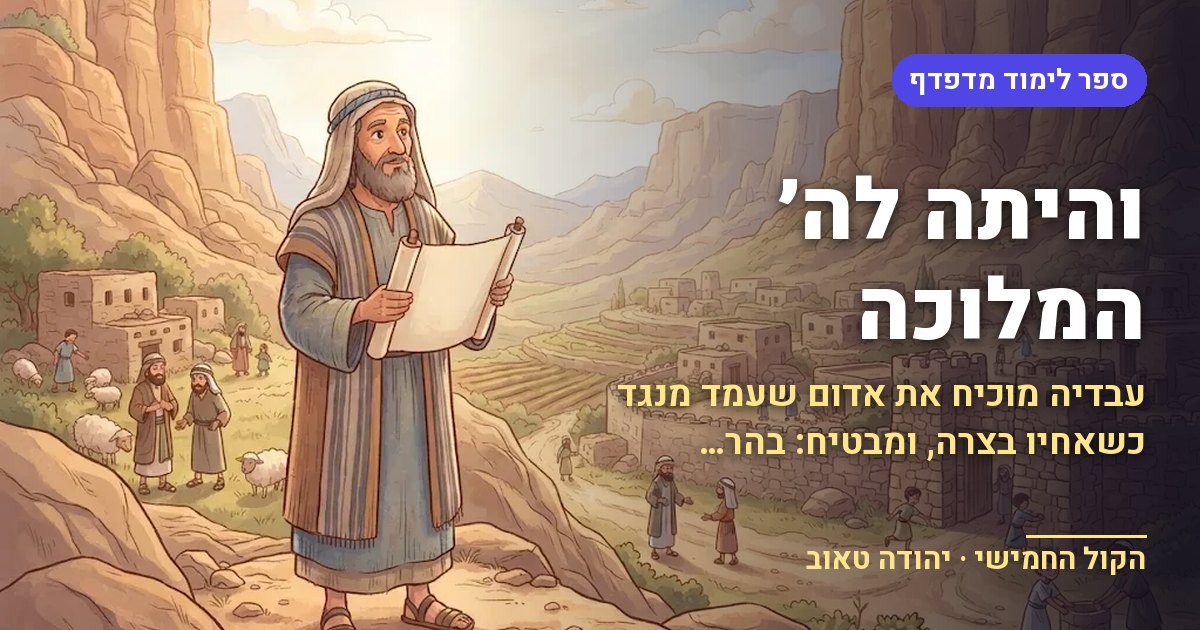 ספר לימוד מדפדף
והיתה לה׳
המלוכה
עבדיה מוכיח את אדום שעמד מנגד
כשאחיו בצרה, ומבטיח: בהר...
הקול החמישי · יהודה טאוב